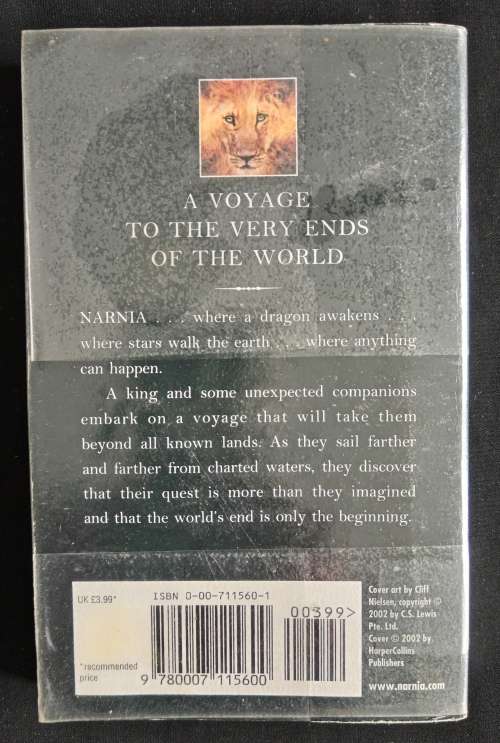 A VOYAGE
TO THE VERY ENDS
OF THE WORLD
NARNIA . . . where a dragon awakens . . .
where stars walk the earth . . . where anything
can happen.
A king and some unexpected companions
embark on a voyage that will take them
beyond all known lands. As they sail farther
and farther from charted waters, they discover
that their quest is more than they imagined
and that the world's end is only the beginning.
UK £3.99*
*recommended
price
ISBN 0-00-711560-1
00399>
9 780007 115600
Cover art by Cliff
Nielsen, copyright ©
2002 by C.S. Lewis
Pte. Ltd.
Cover © 2002 by
HarperCollins
Publishers
www.narnia.com